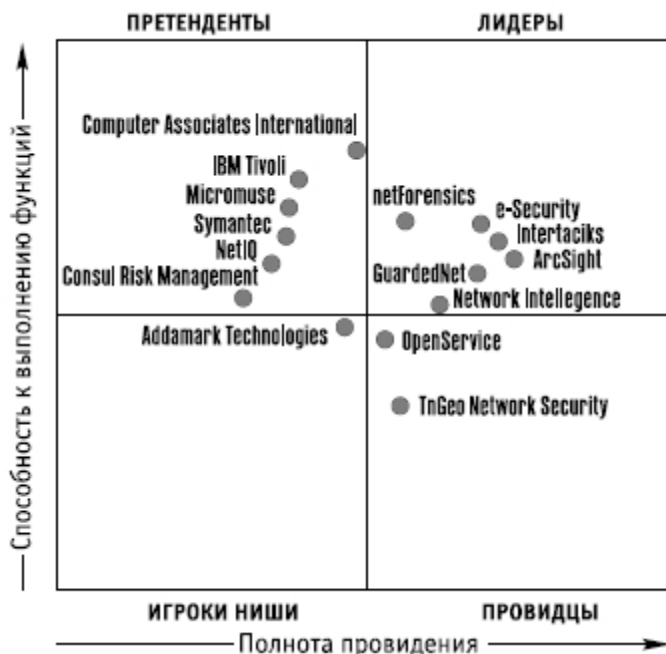 ПРЕТЕНДЕНТЫ
ЛИДЕРЫ
Способность к выполнению функций
Computer Associates International
IBM Tivoli
Micromuse
Symantec
NetIQ
Consul Risk Management
netForensics
e-Security
Intertaciks
ArcSight
GuardedNet
Network Intellegence
Addamark Technologies
OpenService
TnGeo Network Security
ИГРОКИ НИШИ
ПРОВИДЦЫ
Полнота провидения